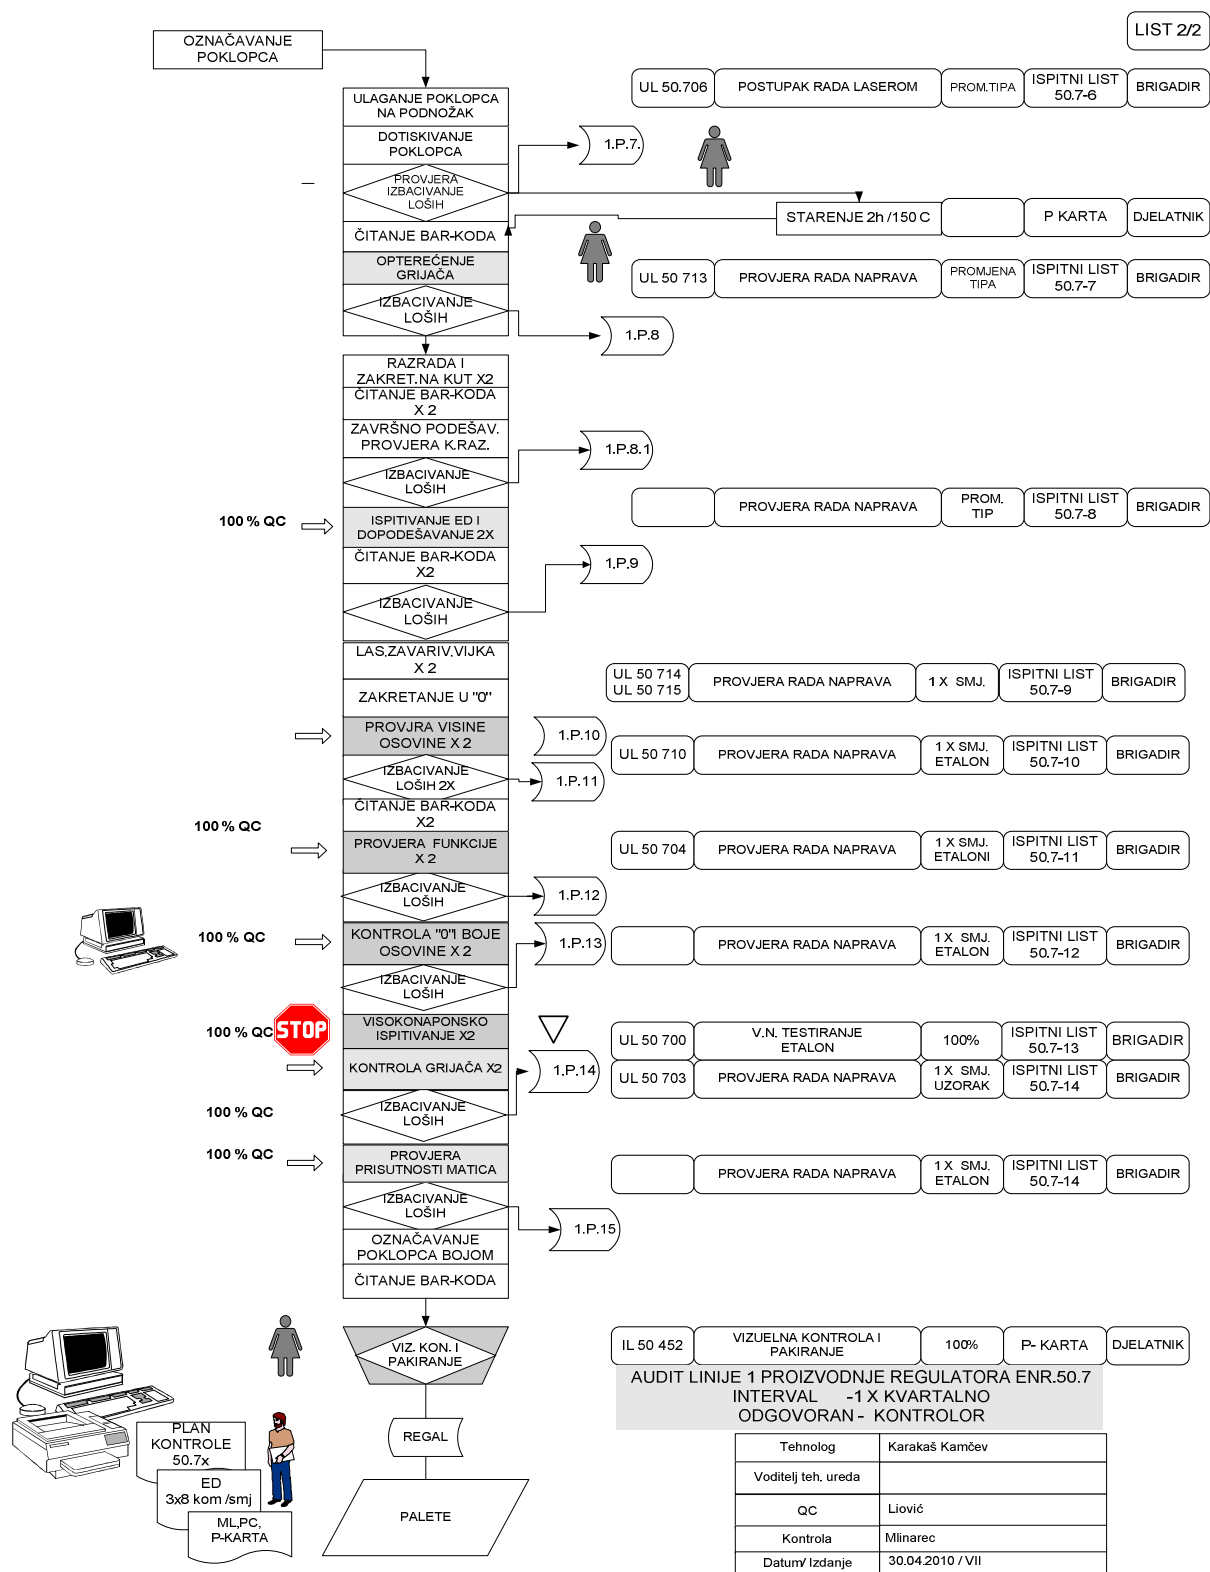 LIST 2/2
OZNAČAVANJE
POKLOPCA
ULAGANJE POKLOPCA
NA PODNOŽAK
UL 50.706
POSTUPAK RADA LASEROM
PROM.TIPA
ISPITNI LIST
50.7-6
BRIGADIR
DOTISKIVANJE
POKLOPCA
1.P.7.
PROVJERA
IZBACIVANJE
LOŠIH
STARENJE 2h /150 C
P KARTA
DJELATNIK
ČITANJE BAR-KODA
OPTEREĆENJE
GRIJAČA
UL 50 713
PROVJERA RADA NAPRAVA
PROMJENA
TIPA
ISPITNI LIST
50.7-7
BRIGADIR
IZBACIVANJE
LOŠIH
1.P.8
RAZRADA I
ZAKRET.NA KUT X2
ČITANJE BAR-KODA
X 2
ZAVRŠNO PODEŠAV.
PROVJERA K.RAZ.
1.P.8.1
IZBACIVANJE
LOŠIH
PROVJERA RADA NAPRAVA
PROM.
TIP
ISPITNI LIST
50.7-8
BRIGADIR
100 % QC
ISPITIVANJE ED I
DOPODEŠAVANJE 2X
ČITANJE BAR-KODA
X2
1.P.9
IZBACIVANJE
LOŠIH
LAS.ZAVARIV.VIJKA
X 2
UL 50 714
UL 50 715
PROVJERA RADA NAPRAVA
1 X SMJ.
ISPITNI LIST
50.7-9
BRIGADIR
ZAKRETANJE U "0"
PROVJRA VISINE
OSOVINE X 2
1.P.10
UL 50 710
PROVJERA RADA NAPRAVA
1 X SMJ.
ETALON
ISPITNI LIST
50.7-10
BRIGADIR
IZBACIVANJE
LOŠIH 2X
1.P.11
ČITANJE BAR-KODA
X2
100 % QC
PROVJERA FUNKCIJE
X 2
UL 50 704
PROVJERA RADA NAPRAVA
1 X SMJ.
ETALONI
ISPITNI LIST
50.7-11
BRIGADIR
IZBACIVANJE
LOŠIH
1.P.12
100 % QC
KONTROLA "0"I BOJE
OSOVINE X 2
1.P.13
PROVJERA RADA NAPRAVA
1 X SMJ.
ETALON
ISPITNI LIST
50.7-12
BRIGADIR
IZBACIVANJE
LOŠIH
100 % QC
STOP
VISOKONAPONSKO
ISPITIVANJE X2
UL 50 700
V.N. TESTIRANJE
ETALON
100%
ISPITNI LIST
50.7-13
BRIGADIR
KONTROLA GRIJAČA X2
1.P.14
UL 50 703
PROVJERA RADA NAPRAVA
1 X SMJ.
UZORAK
ISPITNI LIST
50.7-14
BRIGADIR
100 % QC
IZBACIVANJE
LOŠIH
100 % QC
PROVJERA
PRISUTNOSTI MATICA
PROVJERA RADA NAPRAVA
1 X SMJ.
ETALON
ISPITNI LIST
50.7-14
BRIGADIR
IZBACIVANJE
LOŠIH
1.P.15
OZNAČAVANJE
POKLOPCA BOJOM
ČITANJE BAR-KODA
VIZ. KON. I
PAKIRANJE
IL 50 452
VIZUELNA KONTROLA I
PAKIRANJE
100%
P- KARTA
DJELATNIK
AUDIT LINIJE 1 PROIZVODNJE REGULATORA ENR.50.7
INTERVAL -1 X KVARTALNO
ODGOVORAN - KONTROLOR
REGAL
PLAN
KONTROLE
50.7x
ED
3x8 kom /smj
ML,PC,
P-KARTA
PALETE
Tehnolog Karakaš Kamčev
Voditelj teh. ureda
QC Liović
Kontrola Mlinarec
Datum/ Izdanje 30.04.2010 / VII